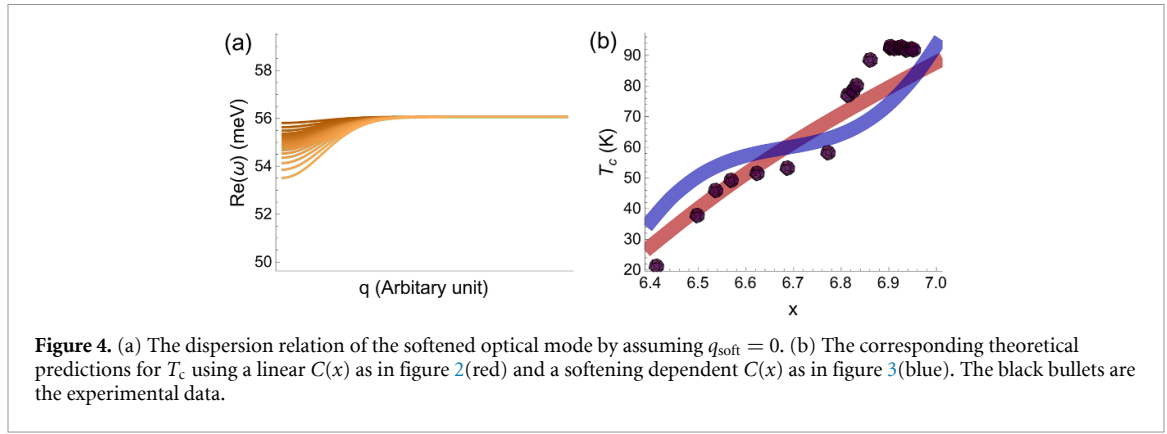 (a)
58
56
54
52
50
Re(ω) (meV)
q (Arbitary unit)
(b)
90
80
70
60
50
40
30
20
T_c (K)
6.4 6.5 6.6 6.7 6.8 6.9 7.0
x
Figure 4. (a) The dispersion relation of the softened optical mode by assuming q_soft = 0. (b) The corresponding theoretical
predictions for T_c using a linear C(x) as in figure 2(red) and a softening dependent C(x) as in figure 3(blue). The black bullets are
the experimental data.